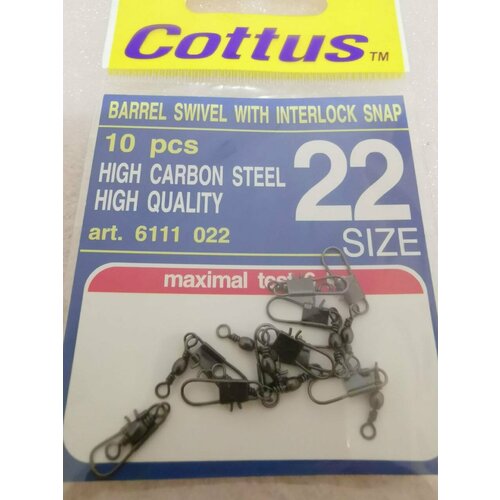 Cottus™
BARREL SWIVEL WITH INTERLOCK SNAP
10 pcs
HIGH CARBON STEEL
HIGH QUALITY
art. 6111 022
22
SIZE
maximal test